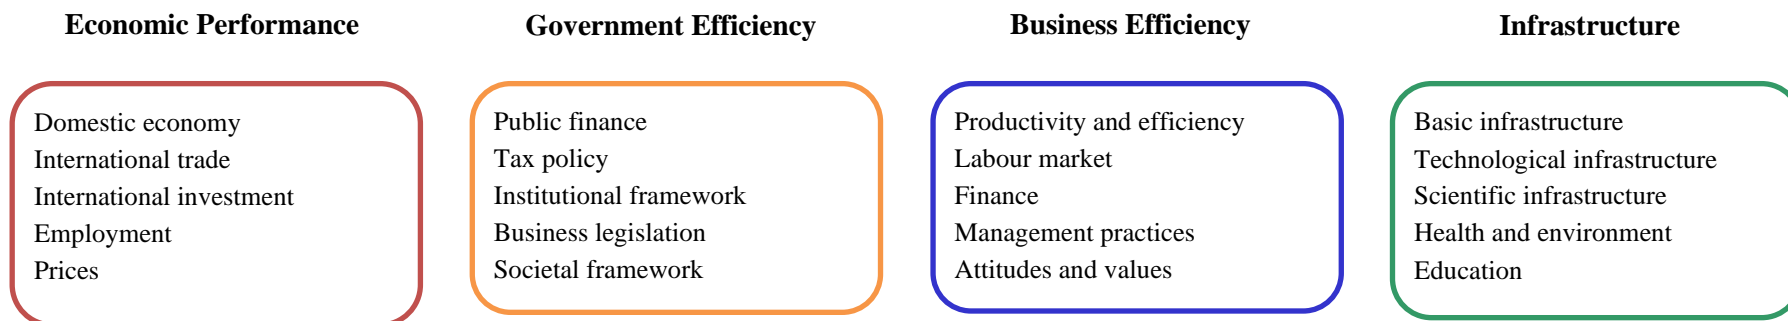 Economic Performance
Domestic economy
International trade
International investment
Employment
Prices
Government Efficiency
Public finance
Tax policy
Institutional framework
Business legislation
Societal framework
Business Efficiency
Productivity and efficiency
Labour market
Finance
Management practices
Attitudes and values
Infrastructure
Basic infrastructure
Technological infrastructure
Scientific infrastructure
Health and environment
Education